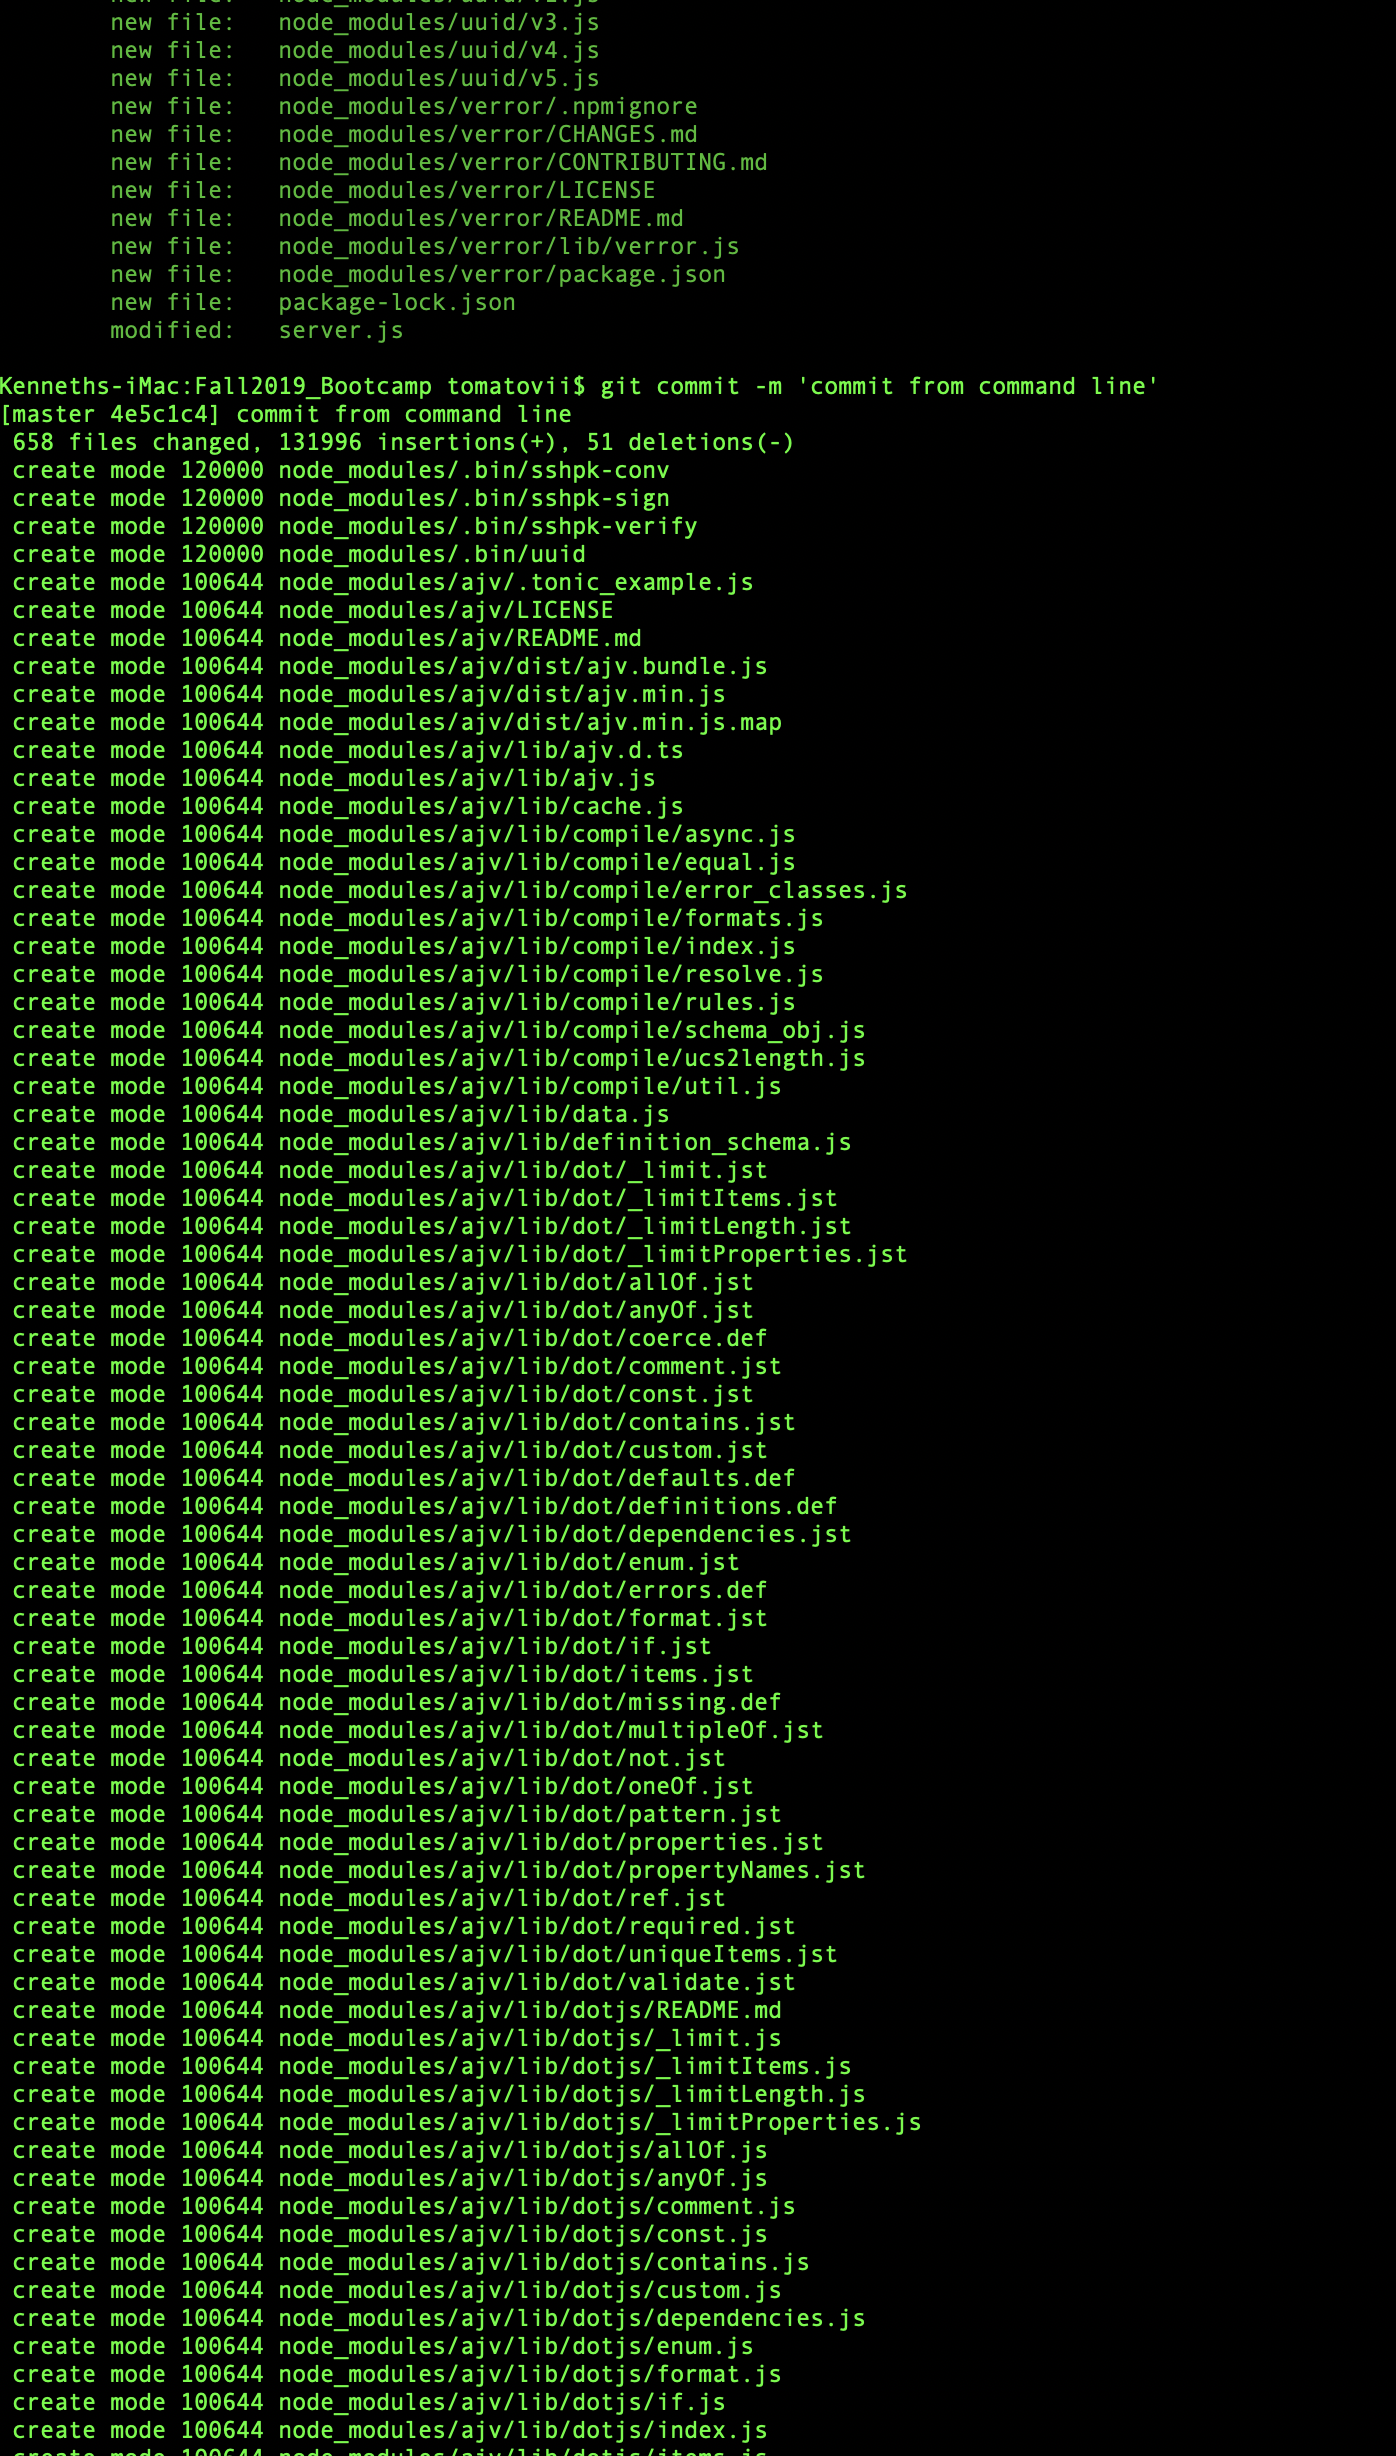 new file:   node_modules/uuid/v3.js
new file:   node_modules/uuid/v4.js
new file:   node_modules/uuid/v5.js
new file:   node_modules/verror/.npmignore
new file:   node_modules/verror/CHANGES.md
new file:   node_modules/verror/CONTRIBUTING.md
new file:   node_modules/verror/LICENSE
new file:   node_modules/verror/README.md
new file:   node_modules/verror/lib/verror.js
new file:   node_modules/verror/package.json
new file:   package-lock.json
modified:   server.js
Kenneths-iMac:Fall2019_Bootcamp tomatovii$ git commit -m 'commit from command line'
[master 4e5c1c4] commit from command line
658 files changed, 131996 insertions(+), 51 deletions(-)
create mode 120000 node_modules/.bin/sshpk-conv
create mode 120000 node_modules/.bin/sshpk-sign
create mode 120000 node_modules/.bin/sshpk-verify
create mode 120000 node_modules/.bin/uuid
create mode 100644 node_modules/ajv/.tonic_example.js
create mode 100644 node_modules/ajv/LICENSE
create mode 100644 node_modules/ajv/README.md
create mode 100644 node_modules/ajv/dist/ajv.bundle.js
create mode 100644 node_modules/ajv/dist/ajv.min.js
create mode 100644 node_modules/ajv/dist/ajv.min.js.map
create mode 100644 node_modules/ajv/lib/ajv.d.ts
create mode 100644 node_modules/ajv/lib/ajv.js
create mode 100644 node_modules/ajv/lib/cache.js
create mode 100644 node_modules/ajv/lib/compile/async.js
create mode 100644 node_modules/ajv/lib/compile/equal.js
create mode 100644 node_modules/ajv/lib/compile/error_classes.js
create mode 100644 node_modules/ajv/lib/compile/formats.js
create mode 100644 node_modules/ajv/lib/compile/index.js
create mode 100644 node_modules/ajv/lib/compile/resolve.js
create mode 100644 node_modules/ajv/lib/compile/rules.js
create mode 100644 node_modules/ajv/lib/compile/schema_obj.js
create mode 100644 node_modules/ajv/lib/compile/ucs2length.js
create mode 100644 node_modules/ajv/lib/compile/util.js
create mode 100644 node_modules/ajv/lib/data.js
create mode 100644 node_modules/ajv/lib/definition_schema.js
create mode 100644 node_modules/ajv/lib/dot/_limit.jst
create mode 100644 node_modules/ajv/lib/dot/_limitItems.jst
create mode 100644 node_modules/ajv/lib/dot/_limitLength.jst
create mode 100644 node_modules/ajv/lib/dot/_limitProperties.jst
create mode 100644 node_modules/ajv/lib/dot/allOf.jst
create mode 100644 node_modules/ajv/lib/dot/anyOf.jst
create mode 100644 node_modules/ajv/lib/dot/coerce.def
create mode 100644 node_modules/ajv/lib/dot/comment.jst
create mode 100644 node_modules/ajv/lib/dot/const.jst
create mode 100644 node_modules/ajv/lib/dot/contains.jst
create mode 100644 node_modules/ajv/lib/dot/custom.jst
create mode 100644 node_modules/ajv/lib/dot/defaults.def
create mode 100644 node_modules/ajv/lib/dot/definitions.def
create mode 100644 node_modules/ajv/lib/dot/dependencies.jst
create mode 100644 node_modules/ajv/lib/dot/enum.jst
create mode 100644 node_modules/ajv/lib/dot/errors.def
create mode 100644 node_modules/ajv/lib/dot/format.jst
create mode 100644 node_modules/ajv/lib/dot/if.jst
create mode 100644 node_modules/ajv/lib/dot/items.jst
create mode 100644 node_modules/ajv/lib/dot/missing.def
create mode 100644 node_modules/ajv/lib/dot/multipleOf.jst
create mode 100644 node_modules/ajv/lib/dot/not.jst
create mode 100644 node_modules/ajv/lib/dot/oneOf.jst
create mode 100644 node_modules/ajv/lib/dot/pattern.jst
create mode 100644 node_modules/ajv/lib/dot/properties.jst
create mode 100644 node_modules/ajv/lib/dot/propertyNames.jst
create mode 100644 node_modules/ajv/lib/dot/ref.jst
create mode 100644 node_modules/ajv/lib/dot/required.jst
create mode 100644 node_modules/ajv/lib/dot/uniqueItems.jst
create mode 100644 node_modules/ajv/lib/dot/validate.jst
create mode 100644 node_modules/ajv/lib/dotjs/README.md
create mode 100644 node_modules/ajv/lib/dotjs/_limit.js
create mode 100644 node_modules/ajv/lib/dotjs/_limitItems.js
create mode 100644 node_modules/ajv/lib/dotjs/_limitLength.js
create mode 100644 node_modules/ajv/lib/dotjs/_limitProperties.js
create mode 100644 node_modules/ajv/lib/dotjs/allOf.js
create mode 100644 node_modules/ajv/lib/dotjs/anyOf.js
create mode 100644 node_modules/ajv/lib/dotjs/comment.js
create mode 100644 node_modules/ajv/lib/dotjs/const.js
create mode 100644 node_modules/ajv/lib/dotjs/contains.js
create mode 100644 node_modules/ajv/lib/dotjs/custom.js
create mode 100644 node_modules/ajv/lib/dotjs/dependencies.js
create mode 100644 node_modules/ajv/lib/dotjs/enum.js
create mode 100644 node_modules/ajv/lib/dotjs/format.js
create mode 100644 node_modules/ajv/lib/dotjs/if.js
create mode 100644 node_modules/ajv/lib/dotjs/index.js
create mode 100644 node_modules/ajv/lib/dotjs/items.js